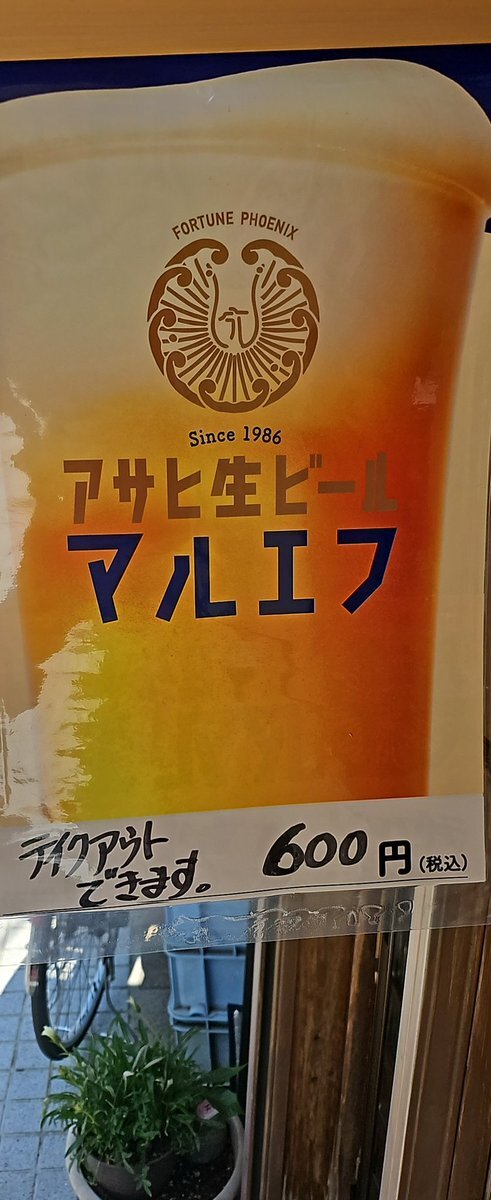 FORTUNE PHOENIX
Since 1986
アサヒ生ビール
マルエフ
テイクアウト
できます。
600円(税込)